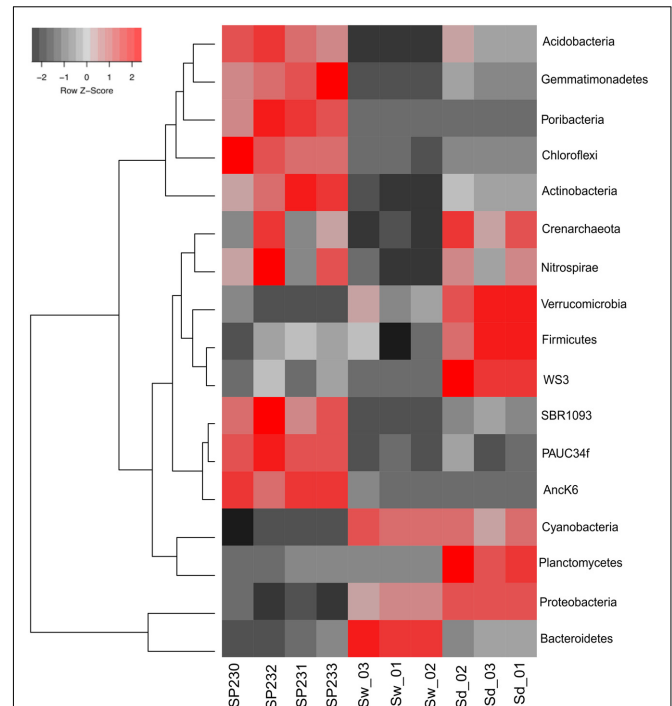 −2 −1 0 1 2
Row Z-Score
Acidobacteria
Gemmatimonadetes
Poribacteria
Chloroflexi
Actinobacteria
Crenarchaeota
Nitrospirae
Verrucomicrobia
Firmicutes
WS3
SBR1093
PAUC34f
AncK6
Cyanobacteria
Planctomycetes
Proteobacteria
Bacteroidetes
SP230
SP232
SP231
SP233
Sw_03
Sw_01
Sw_02
Sd_02
Sd_03
Sd_01